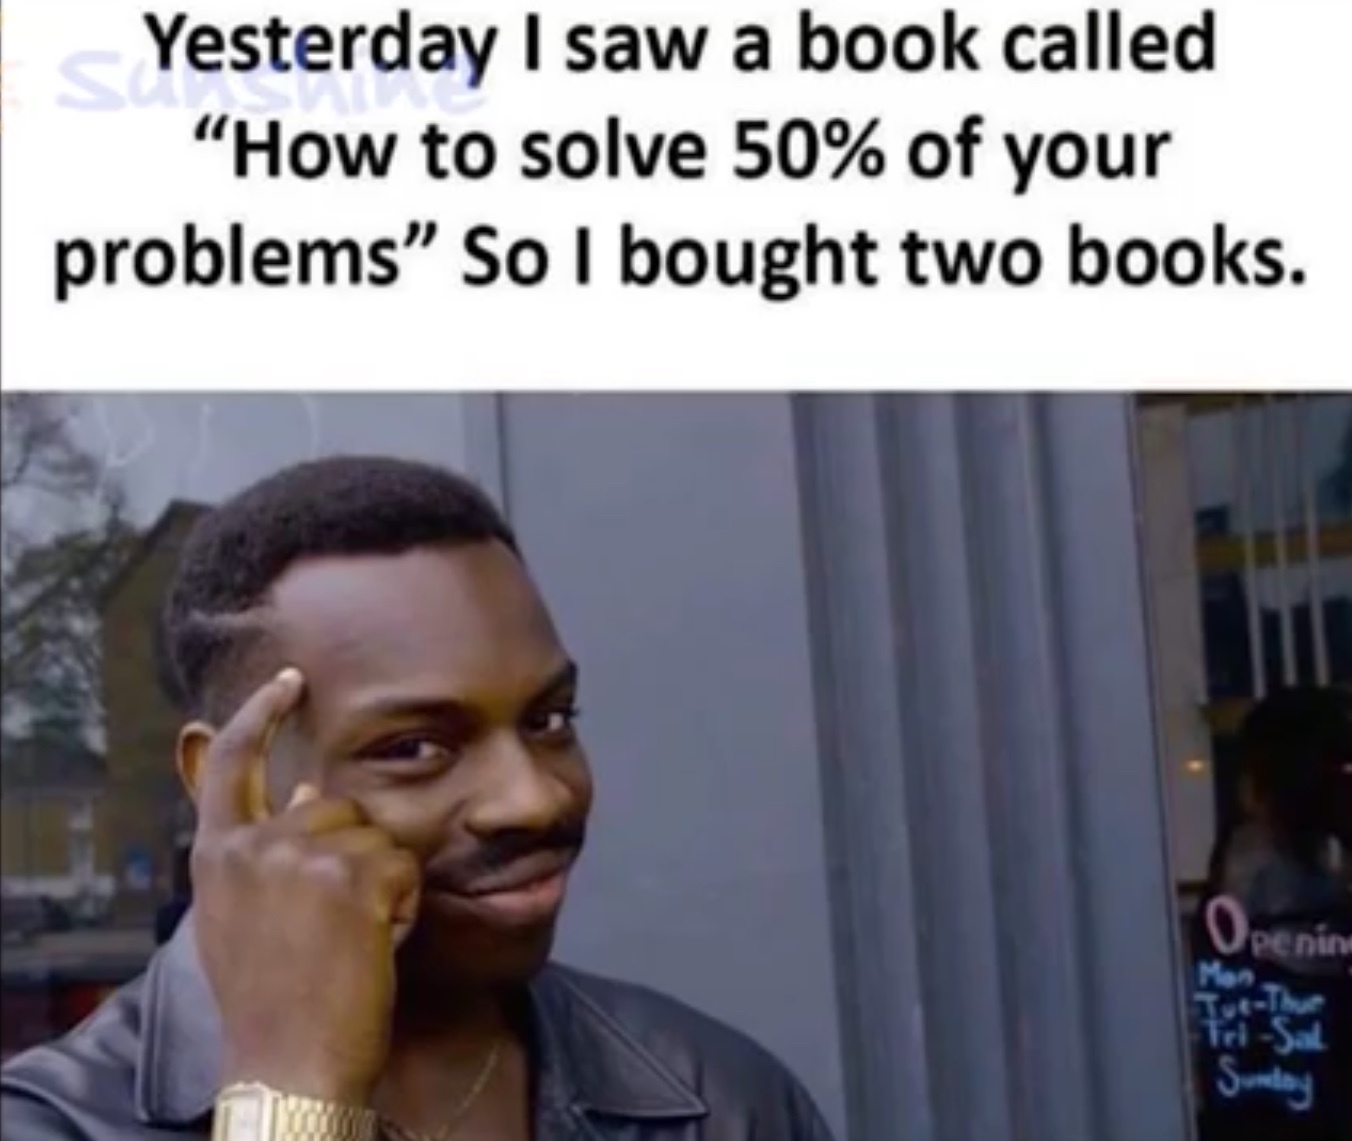 Sunshine
Yesterday I saw a book called
“How to solve 50% of your
problems” So I bought two books.
Opening
Mon
Tue-Thur
Fri-Sat
Sunday